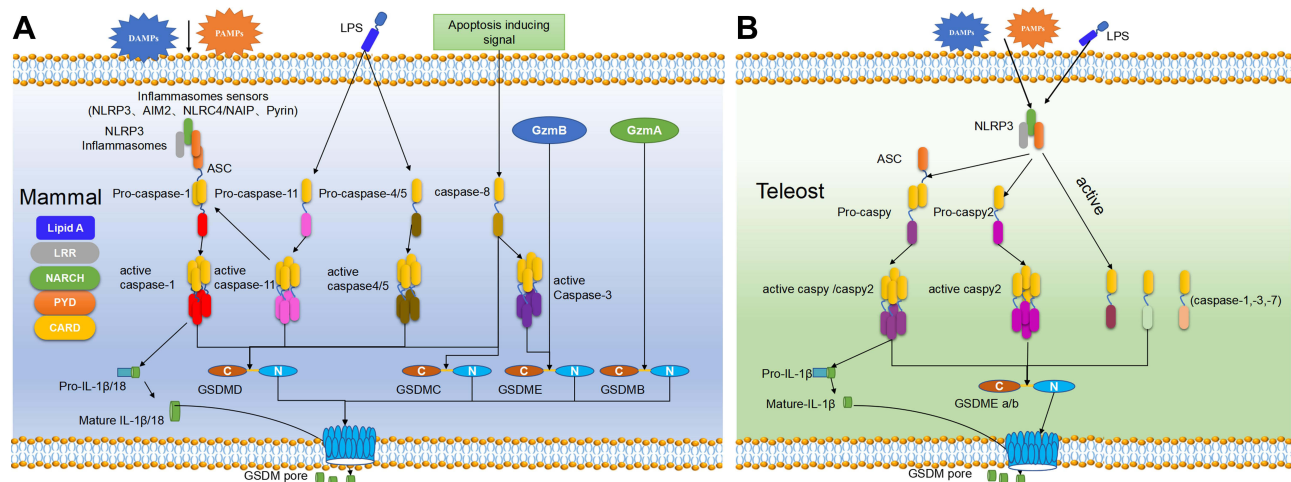 A
DAMPs
PAMPs
LPS
Apoptosis inducing
signal
Inflammasomes sensors
(NLRP3、AIM2、NLRC4/NAIP、Pyrin)
NLRP3
Inflammasomes
ASC
GzmB
GzmA
Mammal
Pro-caspase-1
Pro-caspase-11
Pro-caspase-4/5
caspase-8
Lipid A
LRR
NARCH
PYD
CARD
active
caspase-1
active
caspase-11
active
caspase4/5
active
Caspase-3
Pro-IL-1β/18
Mature IL-1β/18
C
N
GSDMD
C
N
GSDMC
C
N
GSDME
C
N
GSDMB
GSDM pore
B
DAMPs
PAMPs
LPS
NLRP3
ASC
Teleost
active
Pro-caspy
Pro-caspy2
active caspy /caspy2
active caspy2
(caspase-1,-3,-7)
Pro-IL-1β
Mature-IL-1β
C
N
GSDME a/b
GSDM pore